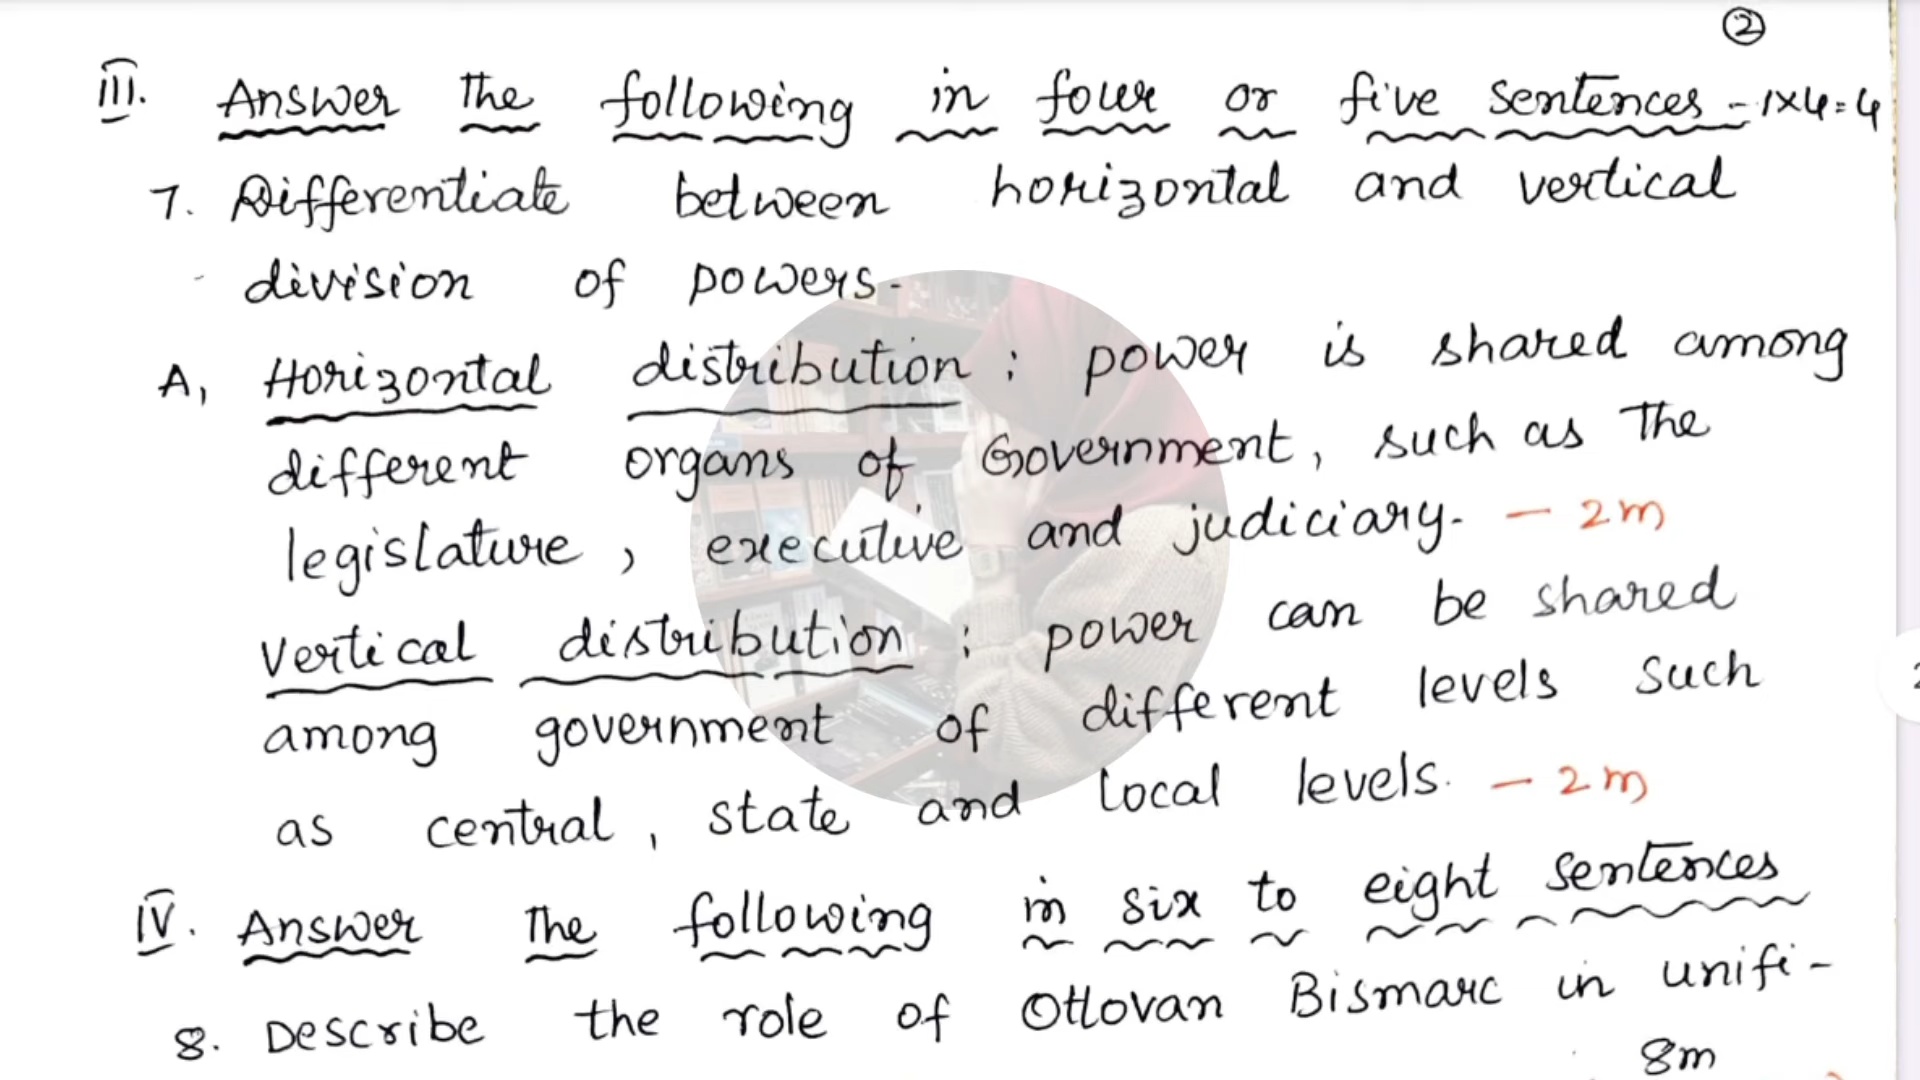 2
III. Answer the following in four or five sentences - 1x4=4
7. Differentiate between horizontal and vertical
division of powers.
A, Horizontal distribution : power is shared among
different organs of Government, such as the
legislature, executive and judiciary. - 2m
Vertical distribution : power can be shared
among government of different levels such
as central, state and local levels. - 2m
IV. Answer the following in six to eight sentences
8. Describe the role of Ottovan Bismarc in unifi-
8m